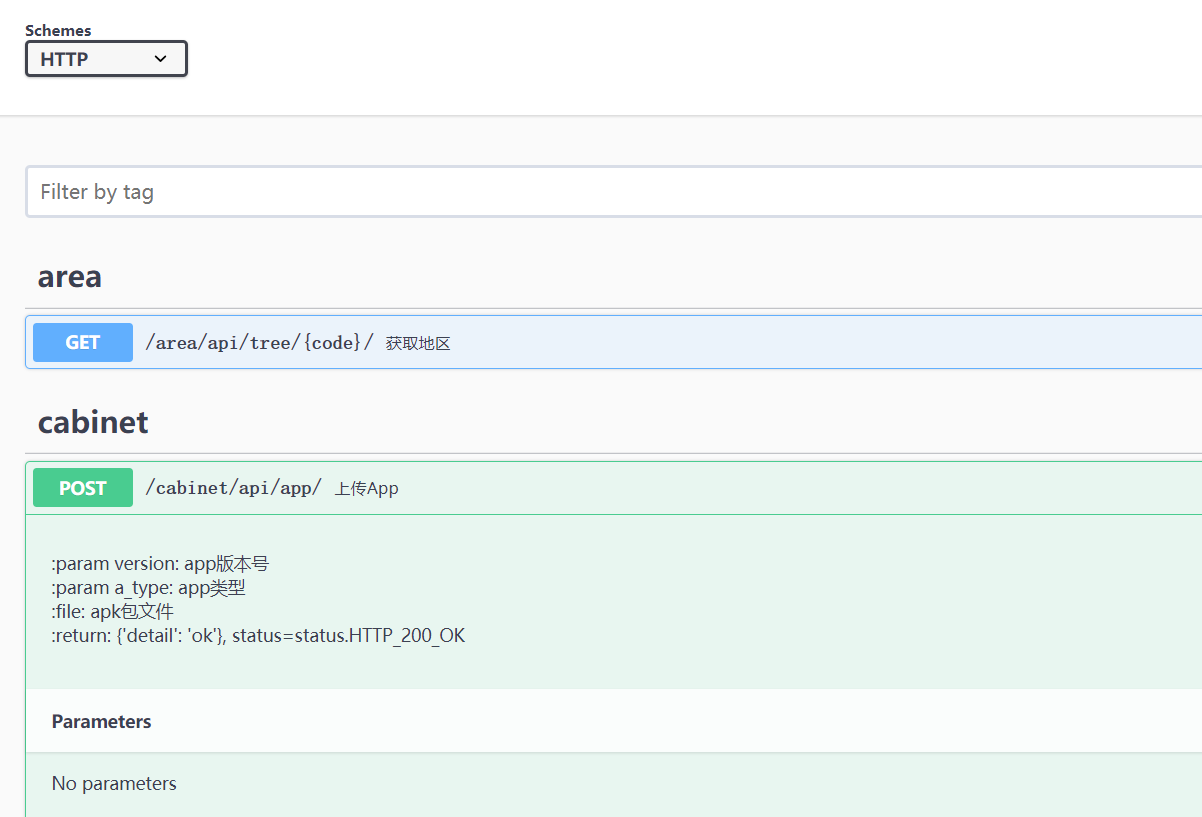 Schemes
HTTP
Filter by tag
area
GET /area/api/tree/{code}/ 获取地区
cabinet
POST /cabinet/api/app/ 上传App
:param version: app版本号
:param a_type: app类型
:file: apk包文件
:return: {'detail': 'ok'}, status=status.HTTP_200_OK
Parameters
No parameters